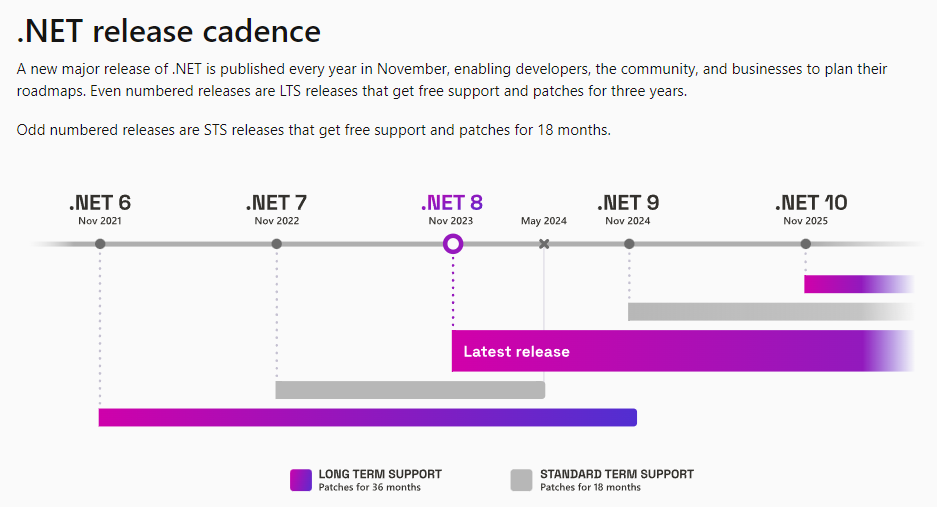 .NET release cadence
A new major release of .NET is published every year in November, enabling developers, the community, and businesses to plan their
roadmaps. Even numbered releases are LTS releases that get free support and patches for three years.
Odd numbered releases are STS releases that get free support and patches for 18 months.
.NET 6
Nov 2021
.NET 7
Nov 2022
.NET 8
Nov 2023
May 2024
.NET 9
Nov 2024
.NET 10
Nov 2025
Latest release
LONG TERM SUPPORT
Patches for 36 months
STANDARD TERM SUPPORT
Patches for 18 months